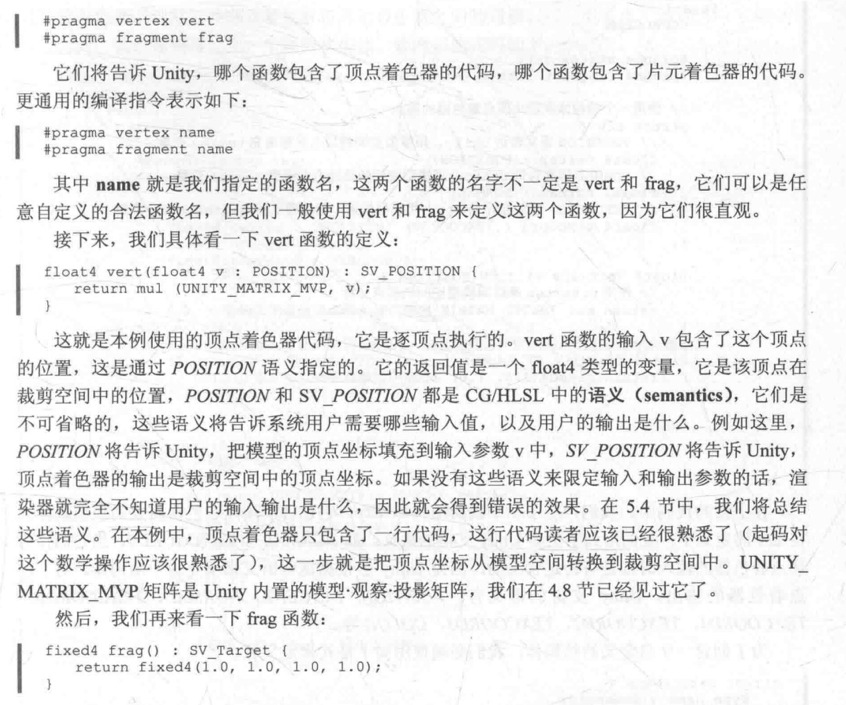 #pragma vertex vert
#pragma fragment frag
它们将告诉 Unity，哪个函数包含了顶点着色器的代码，哪个函数包含了片元着色器的代码。
更通用的编译指令表示如下：
#pragma vertex name
#pragma fragment name
其中 name 就是我们指定的函数名，这两个函数的名字不一定是 vert 和 frag，它们可以是任
意自定义的合法函数名，但我们一般使用 vert 和 frag 来定义这两个函数，因为它们很直观。
接下来，我们具体看一下 vert 函数的定义：
float4 vert(float4 v : POSITION) : SV_POSITION {
return mul (UNITY_MATRIX_MVP, v);
}
这就是本例使用的顶点着色器代码，它是逐顶点执行的。vert 函数的输入 v 包含了这个顶点
的位置，这是通过 POSITION 语义指定的。它的返回值是一个 float4 类型的变量，它是该顶点在
裁剪空间中的位置，POSITION 和 SV_POSITION 都是 CG/HLSL 中的语义（semantics），它们是
不可省略的，这些语义将告诉系统用户需要哪些输入值，以及用户的输出是什么。例如这里，
POSITION 将告诉 Unity，把模型的顶点坐标填充到输入参数 v 中，SV_POSITION 将告诉 Unity，
顶点着色器的输出是裁剪空间中的顶点坐标。如果没有这些语义来限定输入和输出参数的话，渲
染器就完全不知道用户的输入输出是什么，因此就会得到错误的效果。在 5.4 节中，我们将总结
这些语义。在本例中，顶点着色器只包含了一行代码，这行代码读者应该已经很熟悉了（起码对
这个数学操作应该很熟悉了），这一步就是把顶点坐标从模型空间转换到裁剪空间中。UNITY_
MATRIX_MVP 矩阵是 Unity 内置的模型·观察·投影矩阵，我们在 4.8 节已经见过它了。
然后，我们再来看一下 frag 函数：
fixed4 frag() : SV_Target {
return fixed4(1.0, 1.0, 1.0, 1.0);
}